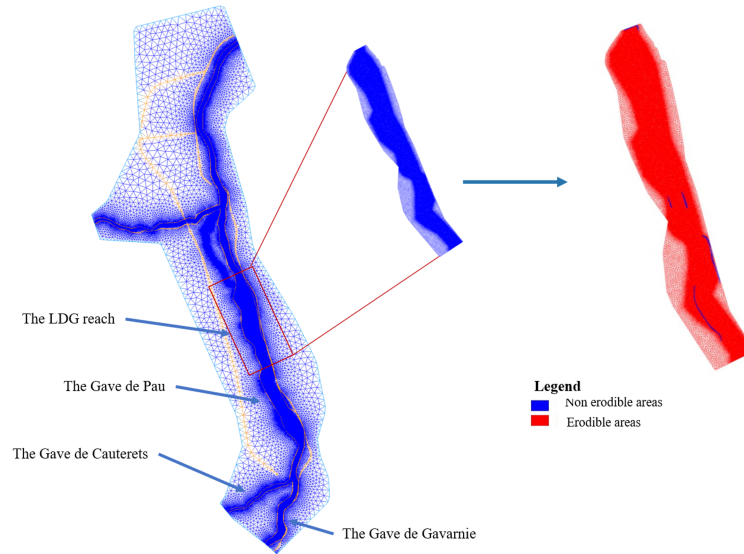 The LDG reach
The Gave de Pau
The Gave de Cauterets
The Gave de Gavarnie
Legend
Non erodible areas
Erodible areas